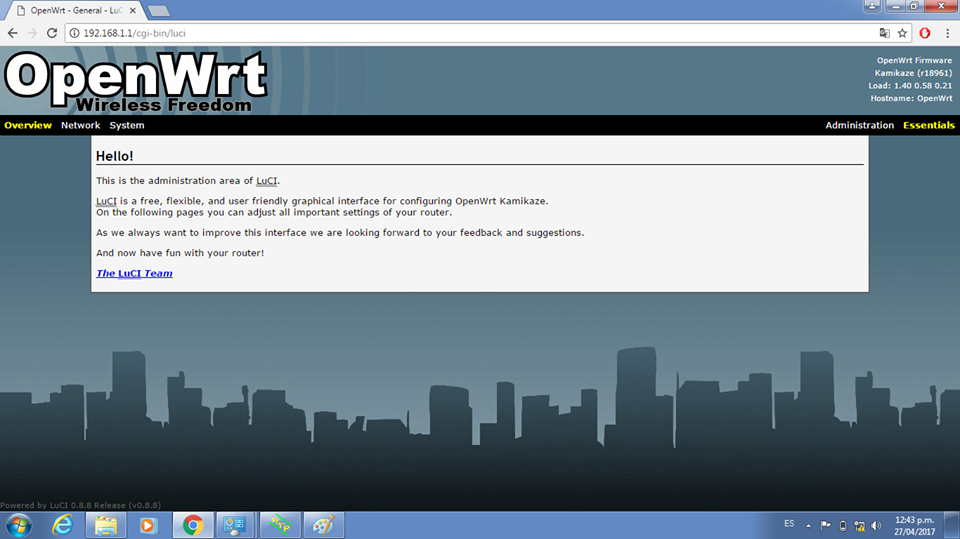 OpenWrt - General - LuC
192.168.1.1/cgi-bin/luci
OpenWrt
Wireless Freedom
OpenWrt Firmware
Kamikaze (r18961)
Load: 1.40 0.58 0.21
Hostname: OpenWrt
Overview Network System Administration Essentials
Hello!
This is the administration area of LuCI.
LuCI is a free, flexible, and user friendly graphical interface for configuring OpenWrt Kamikaze.
On the following pages you can adjust all important settings of your router.
As we always want to improve this interface we are looking forward to your feedback and suggestions.
And now have fun with your router!
The LuCI Team
Powered by LuCI 0.8.8 Release (v0.8.8)
ES
12:43 p.m.
27/04/2017